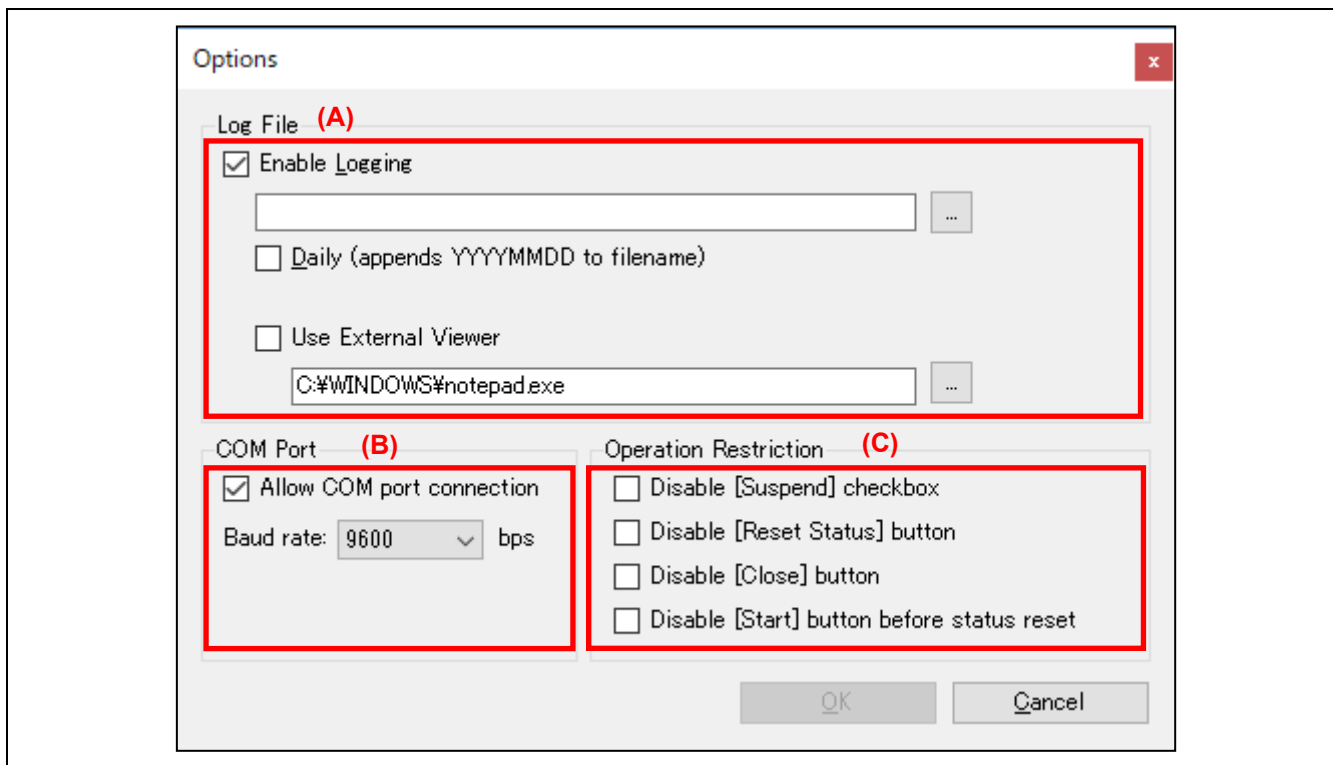 Options
x
Log File (A)
Enable Logging
...
Daily (appends YYYYMMDD to filename)
Use External Viewer
C:¥WINDOWS¥notepad.exe
...
COM Port (B)
Allow COM port connection
Baud rate: 9600 bps
Operation Restriction (C)
Disable [Suspend] checkbox
Disable [Reset Status] button
Disable [Close] button
Disable [Start] button before status reset
OK
Cancel